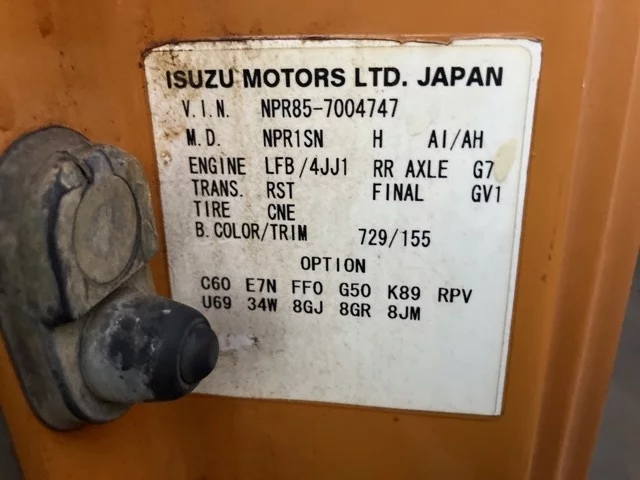 ISUZU MOTORS LTD. JAPAN
V.I.N. NPR85-7004747
M.D. NPR1SN H AI/AH
ENGINE LFB/4JJ1 RR AXLE G7
TRANS. RST FINAL GV1
TIRE CNE
B.COLOR/TRIM 729/155
OPTION
C60 E7N FF0 G50 K89 RPV
U69 34W 8GJ 8GR 8JM